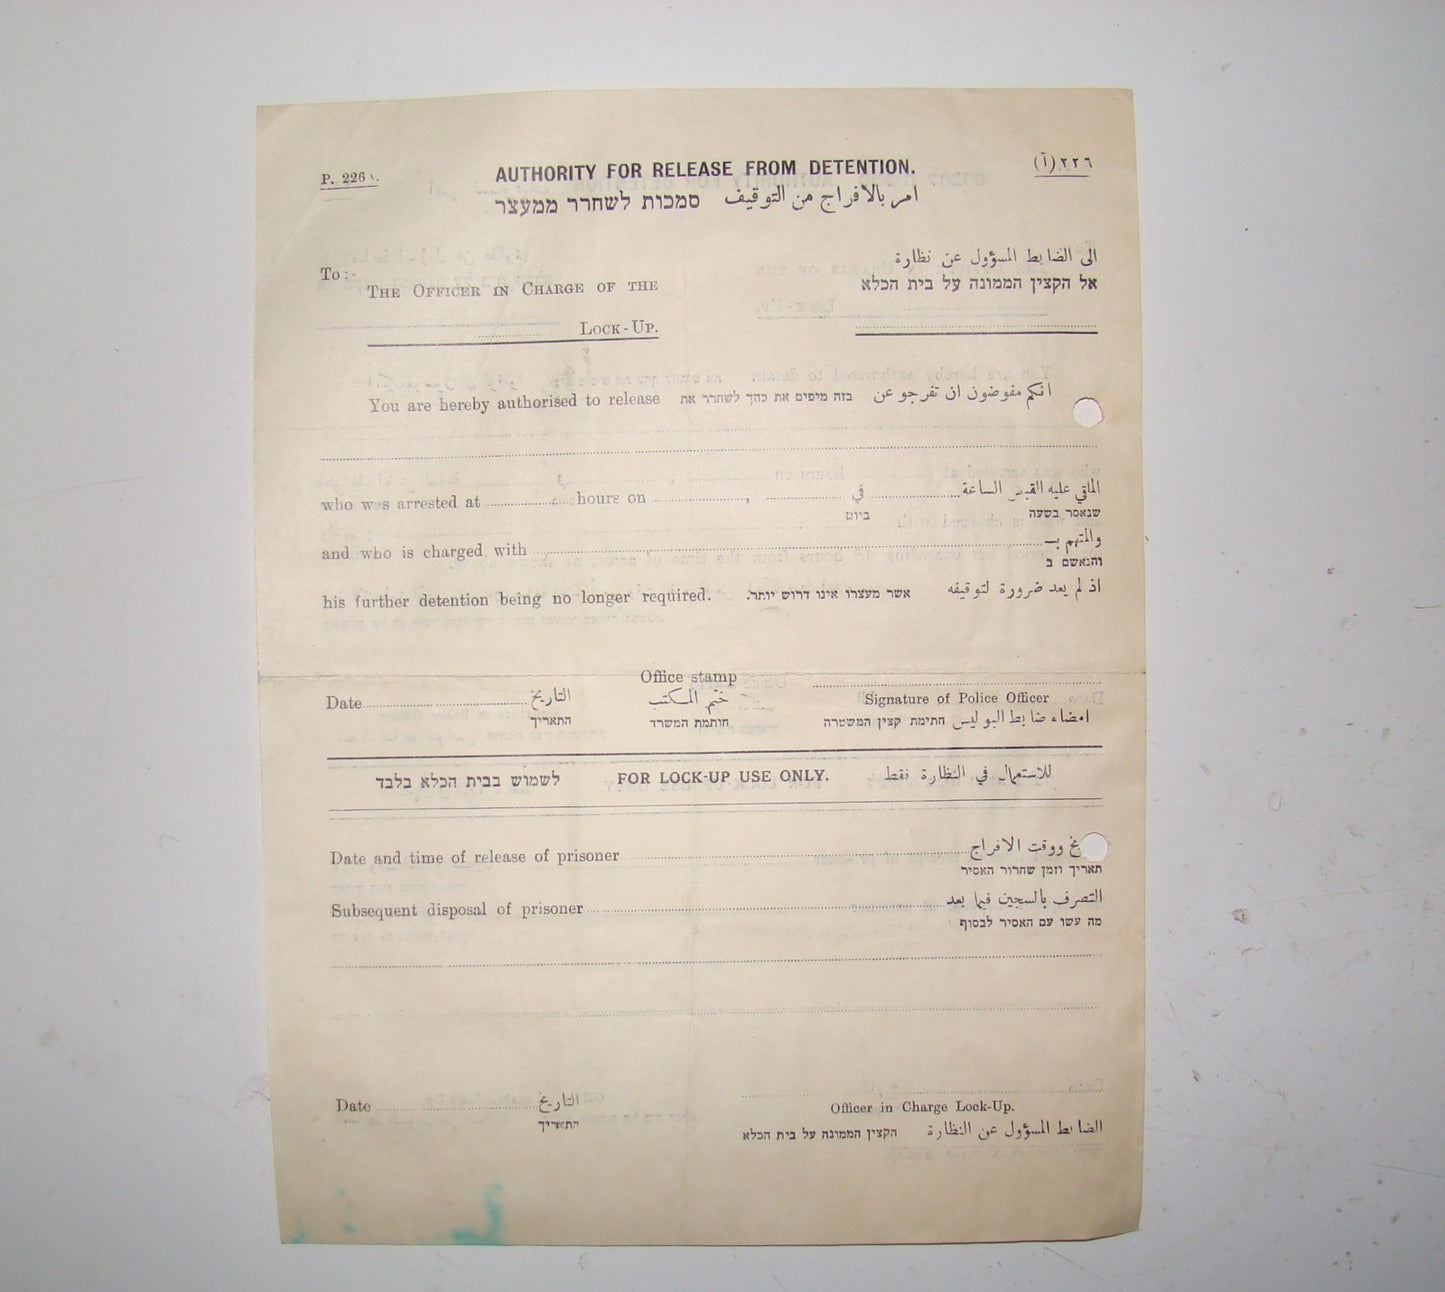 P. 226
(آ) ٢٢٦
AUTHORITY FOR RELEASE FROM DETENTION.
סמכות לשחרר ממעצר امر بالافراج من التوقيف
الى الضابط المسؤول عن نظارة
To :-
אל הקצין הממונה על בית הכלא
THE OFFICER IN CHARGE OF THE
LOCK-UP.
You are hereby authorised to release בזה מיפים את כחך לשחרר את انكم مفوضون ان تفرجو عن
who was arrested at hours on , في الملقي عليه القبض الساعة
ביום שנאסר בשעה
and who is charged with والمتهم بـ
והנאשם ב
his further detention being no longer required. אשר מעצרו אינו דרוש יותר. اذ لم يعد ضرورة لتوقيفه
Office stamp
Date التاريخ ختم المكتب Signature of Police Officer
התאריך חותמת המשרד חתימת קצין המשטרה امضاء ضابط البوليس
לשמוש בבית הכלא בלבד FOR LOCK-UP USE ONLY. للاستعمال في النظارة فقط
Date and time of release of prisoner ووقت الافراج
תאריך וזמן שחרור האסיר
Subsequent disposal of prisoner التصرف بالسجين فيما بعد
מה עשו עם האסיר לבסוף
Date التاريخ Officer in Charge Lock-Up.
התאריך הקצין הממונה על בית הכלא الضابط المسؤول عن النظارة